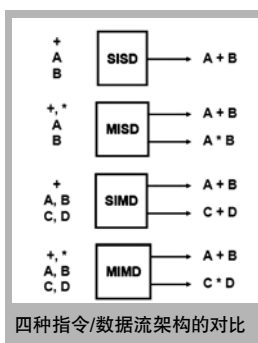 +
A
B
SISD
A + B
+, *
A
B
MISD
A + B
A * B
+
A, B
C, D
SIMD
A + B
C + D
+, *
A, B
C, D
MIMD
A + B
C * D
四种指令/数据流架构的对比